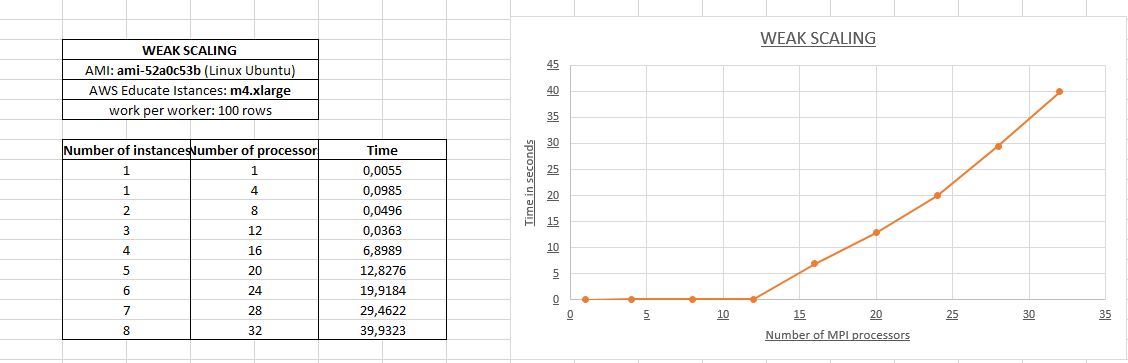 WEAK SCALING
AMI: ami-52a0c53b (Linux Ubuntu)
AWS Educate Istances: m4.xlarge
work per worker: 100 rows
Number of instances Number of processor Time
1 1 0,0055
1 4 0,0985
2 8 0,0496
3 12 0,0363
4 16 6,8989
5 20 12,8276
6 24 19,9184
7 28 29,4622
8 32 39,9323
WEAK SCALING
Time in seconds
45
40
35
30
25
20
15
10
5
0
0 5 10 15 20 25 30 35
Number of MPI processors